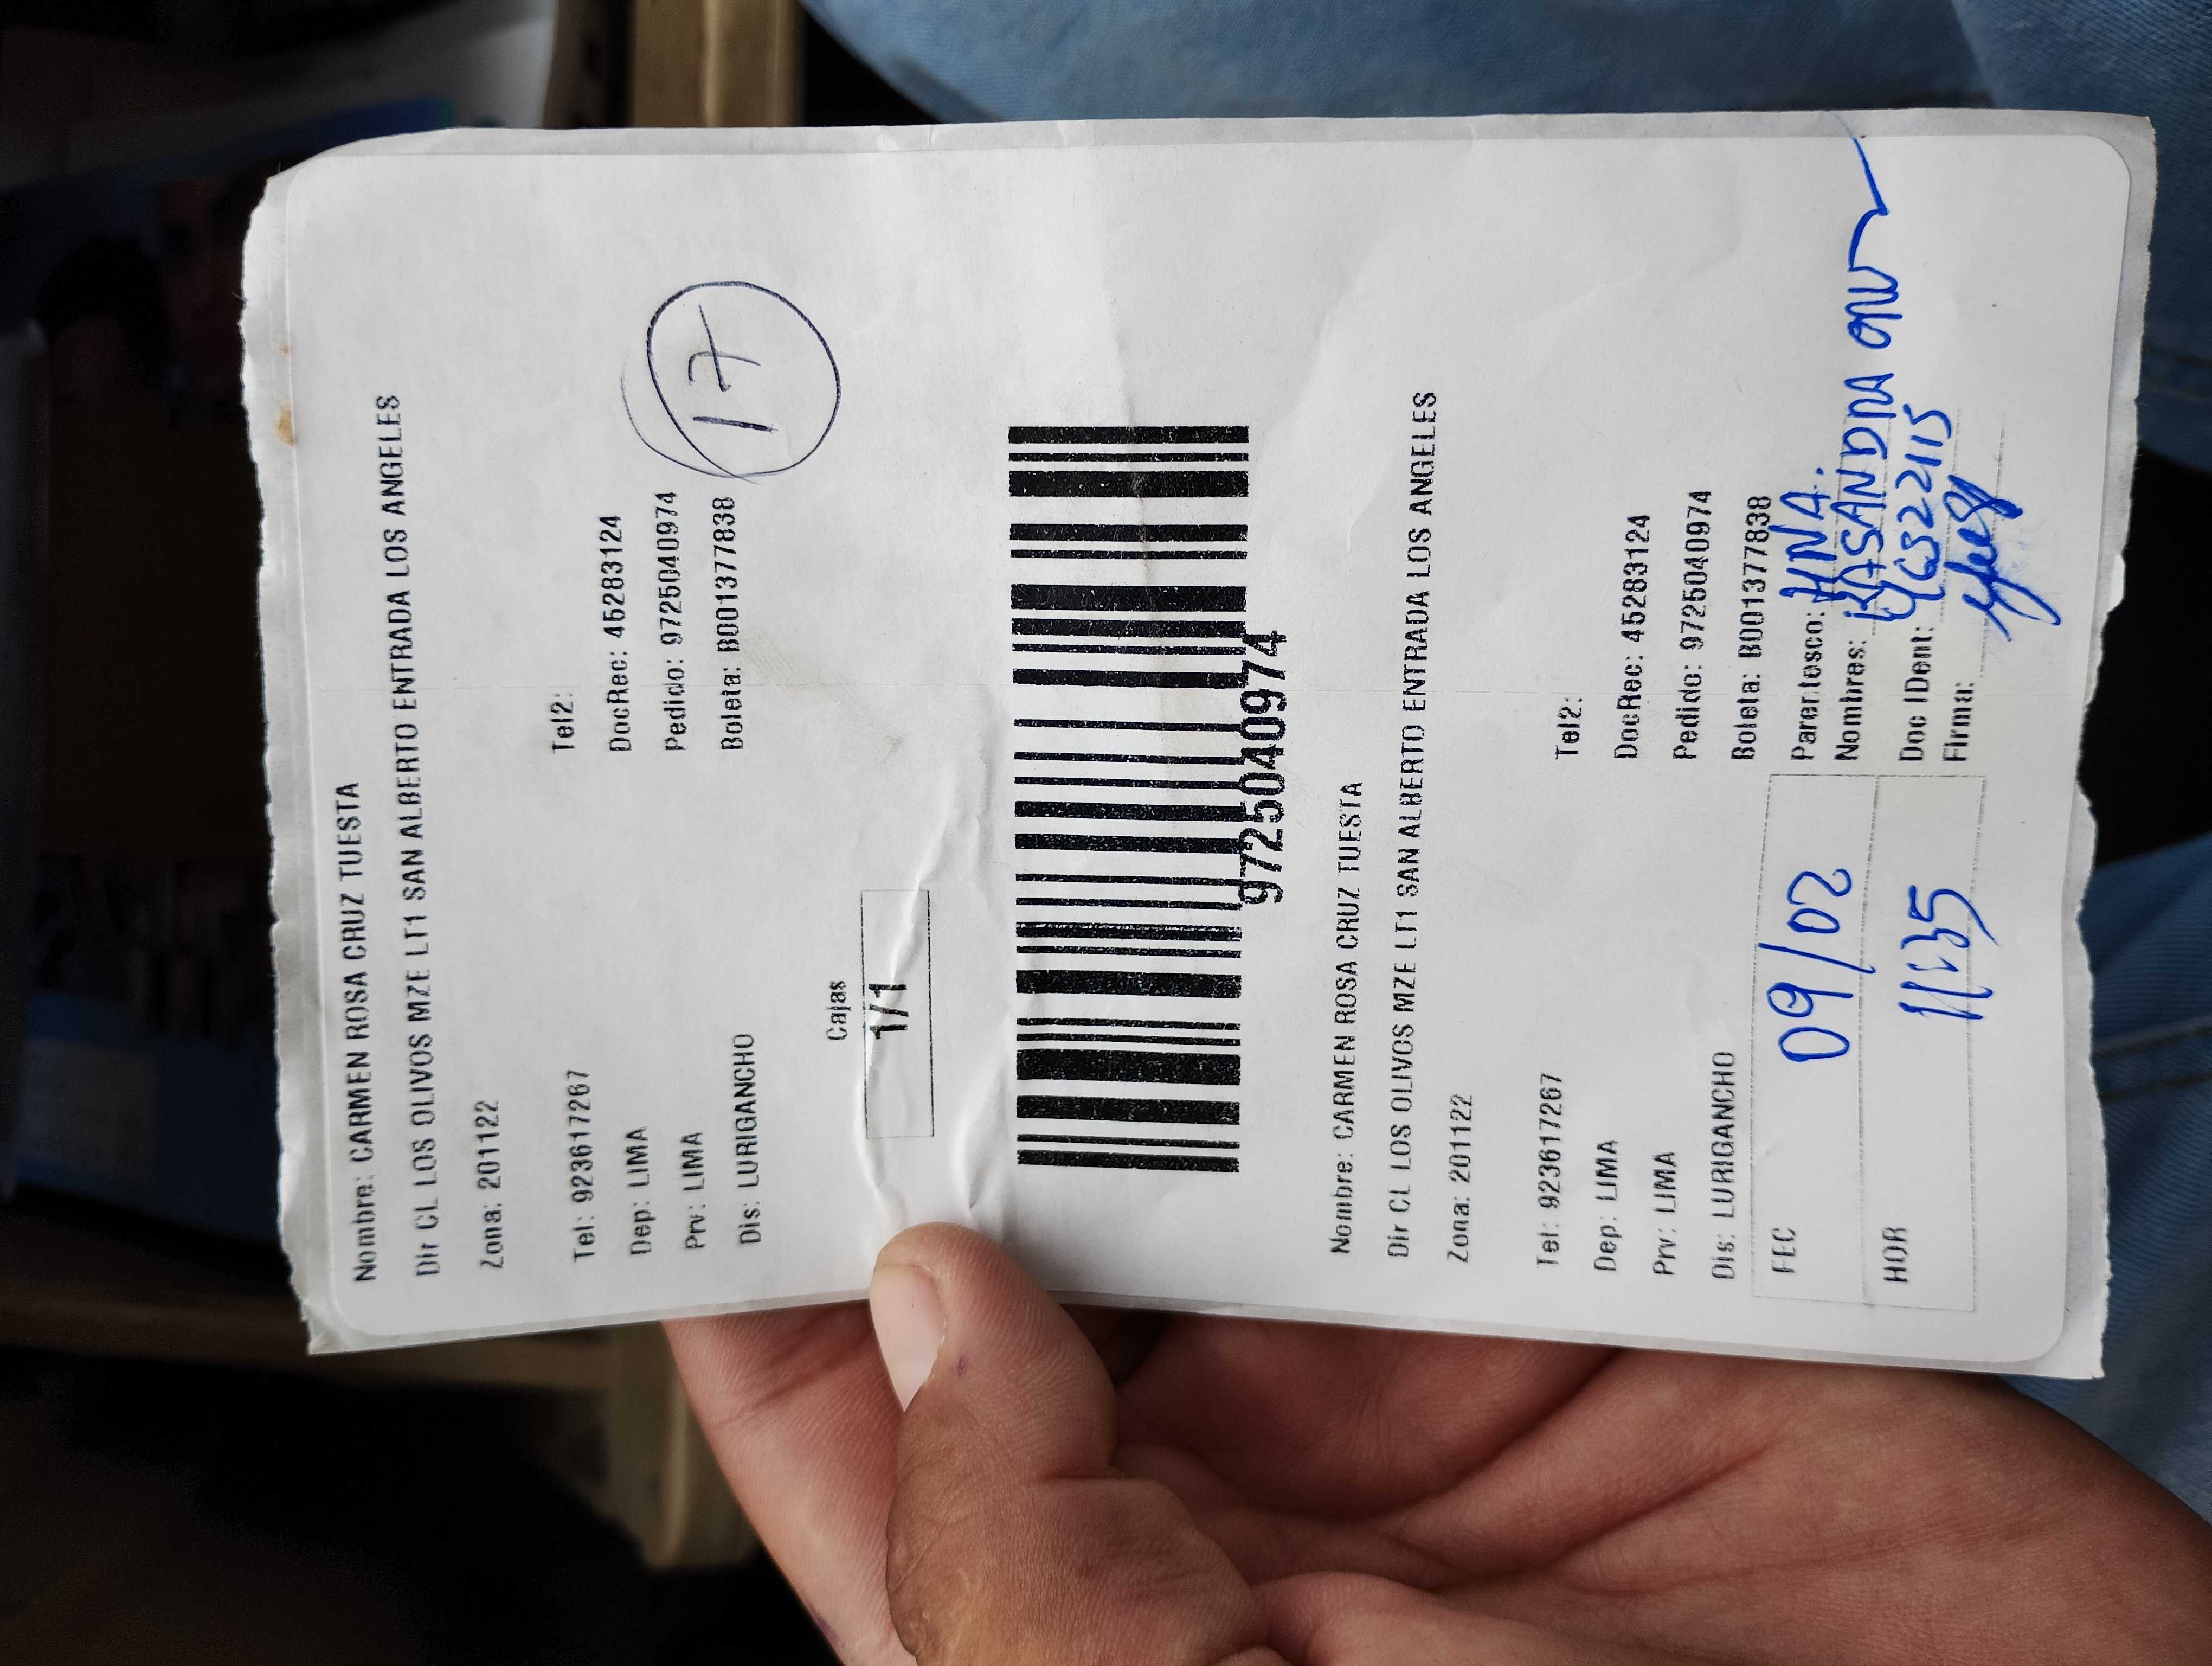 Nombre: CARMEN ROSA CRUZ TUESTA
Dir CL LOS OLIVOS MZE LT1 SAN ALBERTO ENTRADA LOS ANGELES
Zona: 201122
Tel: 923617267 Tel2:
Dep: LIMA DocRec: 45283124
Prv: LIMA Pedido: 9725040974
Dis: LURIGANCHO Boleta: B001377838
17
Cajas
1/1
9725040974
Nombre: CARMEN ROSA CRUZ TUESTA
Dir CL LOS OLIVOS MZE LT1 SAN ALBERTO ENTRADA LOS ANGELES
Zona: 201122
Tel: 923617267 Tel2:
Dep: LIMA DocRec: 45283124
Prv: LIMA Pedido: 9725040974
Dis: LURIGANCHO Boleta: B001377838
FEC 09/02 Parentesco: HNA.
Nombres: KASANDRA
HOR 11:35 Doc IDent: 46322115
Firma: